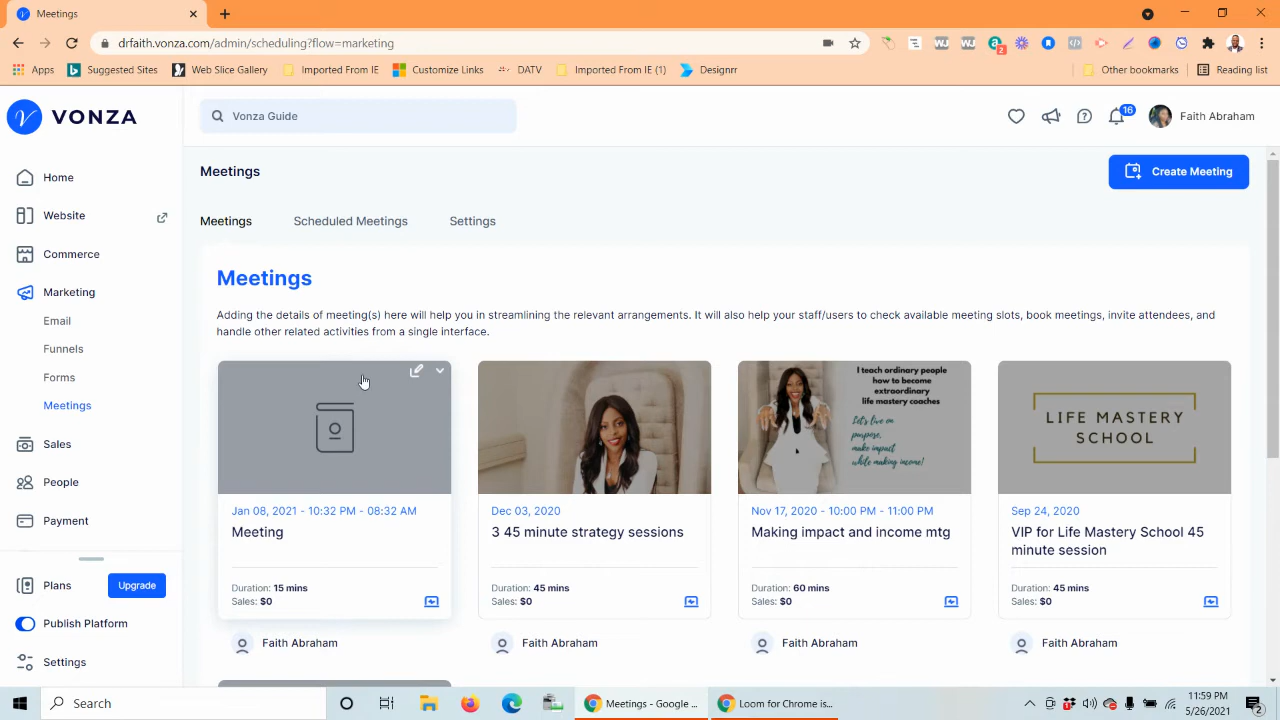 Meetings
drfaith.vonza.com/admin/scheduling?flow=marketing
2
Apps
Suggested Sites
Web Slice Gallery
Imported From IE
Customize Links
DATV
Imported From IE (1)
Designrr
Other bookmarks
Reading list
VONZA
Vonza Guide
16
Faith Abraham
Home
Website
Commerce
Marketing
Email
Funnels
Forms
Meetings
Sales
People
Payment
Plans
Upgrade
Publish Platform
Settings
Meetings
Create Meeting
Meetings
Scheduled Meetings
Settings
Meetings
Adding the details of meeting(s) here will help you in streamlining the relevant arrangements. It will also help your staff/users to check available meeting slots, book meetings, invite attendees, and
handle other related activities from a single interface.
Jan 08, 2021 - 10:32 PM - 08:32 AM
Meeting
Duration: 15 mins
Sales: $0
Faith Abraham
Dec 03, 2020
3 45 minute strategy sessions
Duration: 45 mins
Sales: $0
Faith Abraham
I teach ordinary people
how to become
extraordinary
life mastery coaches
Let's live on
purpose,
make impact
while making income!
Nov 17, 2020 - 10:00 PM - 11:00 PM
Making impact and income mtg
Duration: 60 mins
Sales: $0
Faith Abraham
LIFE MASTERY
SCHOOL
Sep 24, 2020
VIP for Life Mastery School 45
minute session
Duration: 45 mins
Sales: $0
Faith Abraham
Search
Meetings - Google ...
Loom for Chrome is...
11:59 PM
5/26/2021
2